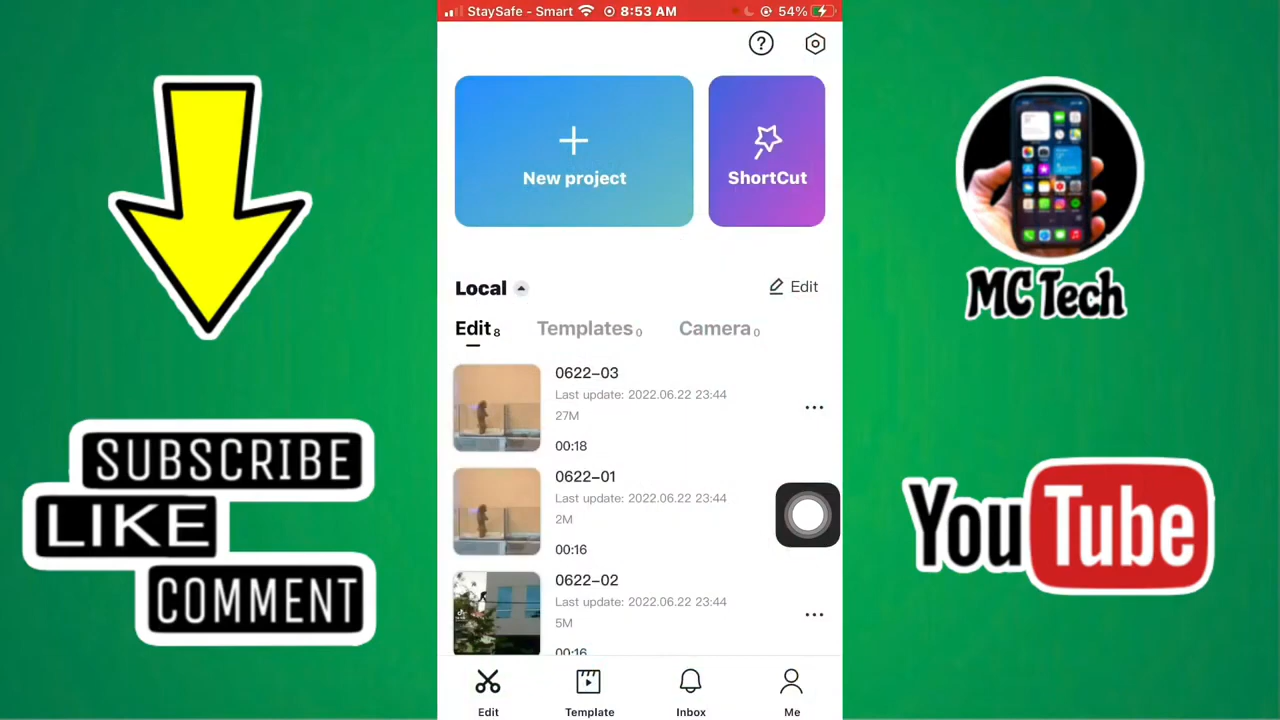 StaySafe - Smart 8:53 AM 54%
New project
ShortCut
Local
Edit
Edit 8
Templates 0
Camera 0
0622-03
Last update: 2022.06.22 23:44
27M
00:18
0622-01
Last update: 2022.06.22 23:44
2M
00:16
0622-02
Last update: 2022.06.22 23:44
5M
00:16
Edit
Template
Inbox
Me
SUBSCRIBE
LIKE
COMMENT
MC Tech
YouTube